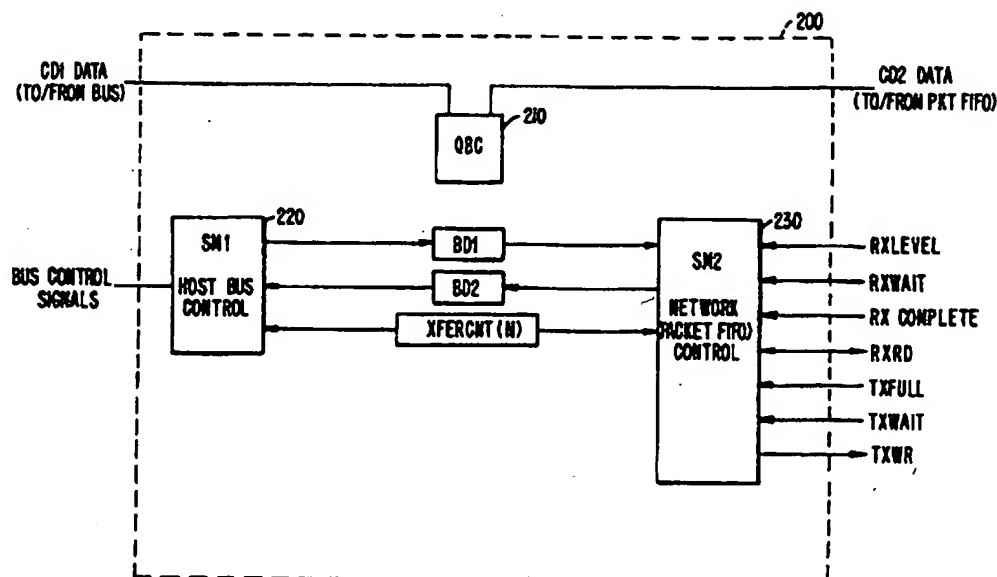 200
CD1 DATA
(TO/FROM BUS)
CD2 DATA
(TO/FROM PKT FIFO)
210
QBC
220
SM1
HOST BUS
CONTROL
BUS CONTROL
SIGNALS
BD1
BD2
XFERCNT(N)
230
SM2
NETWORK
(PACKET FIFO)
CONTROL
RXLEVEL
RXWAIT
RX COMPLETE
RXRD
TXFULL
TXWAIT
TXWR